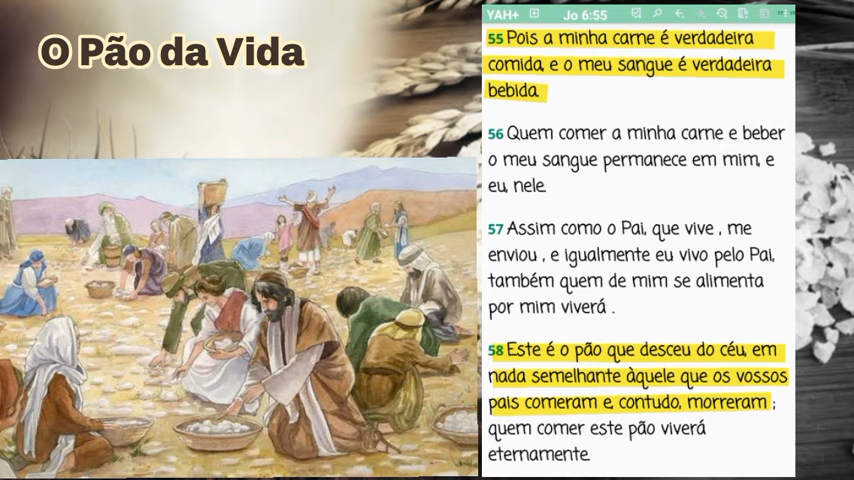 O Pão da Vida
YAH+ Jo 6:55
55 Pois a minha carne é verdadeira
comida, e o meu sangue é verdadeira
bebida.
56 Quem comer a minha carne e beber
o meu sangue permanece em mim, e
eu, nele.
57 Assim como o Pai, que vive , me
enviou , e igualmente eu vivo pelo Pai,
também quem de mim se alimenta
por mim viverá .
58 Este é o pão que desceu do céu, em
nada semelhante àquele que os vossos
pais comeram e, contudo, morreram ;
quem comer este pão viverá
eternamente.